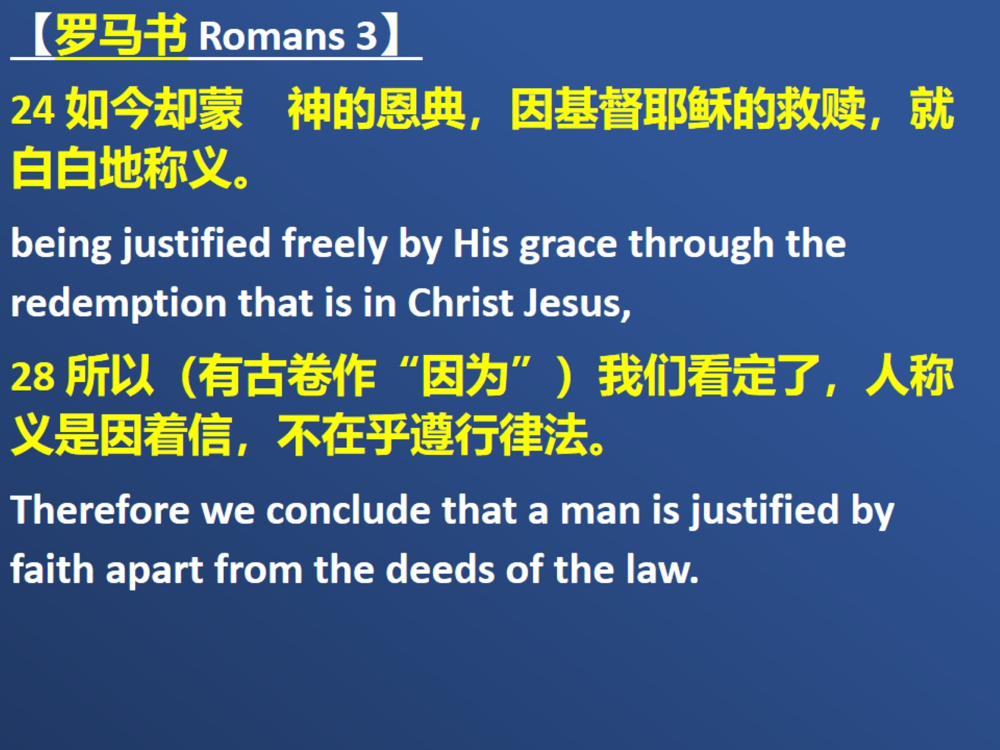 【罗马书 Romans 3】
24 如今却蒙　神的恩典，因基督耶稣的救赎，就
白白地称义。
being justified freely by His grace through the
redemption that is in Christ Jesus,
28 所以（有古卷作“因为”）我们看定了，人称
义是因着信，不在乎遵行律法。
Therefore we conclude that a man is justified by
faith apart from the deeds of the law.